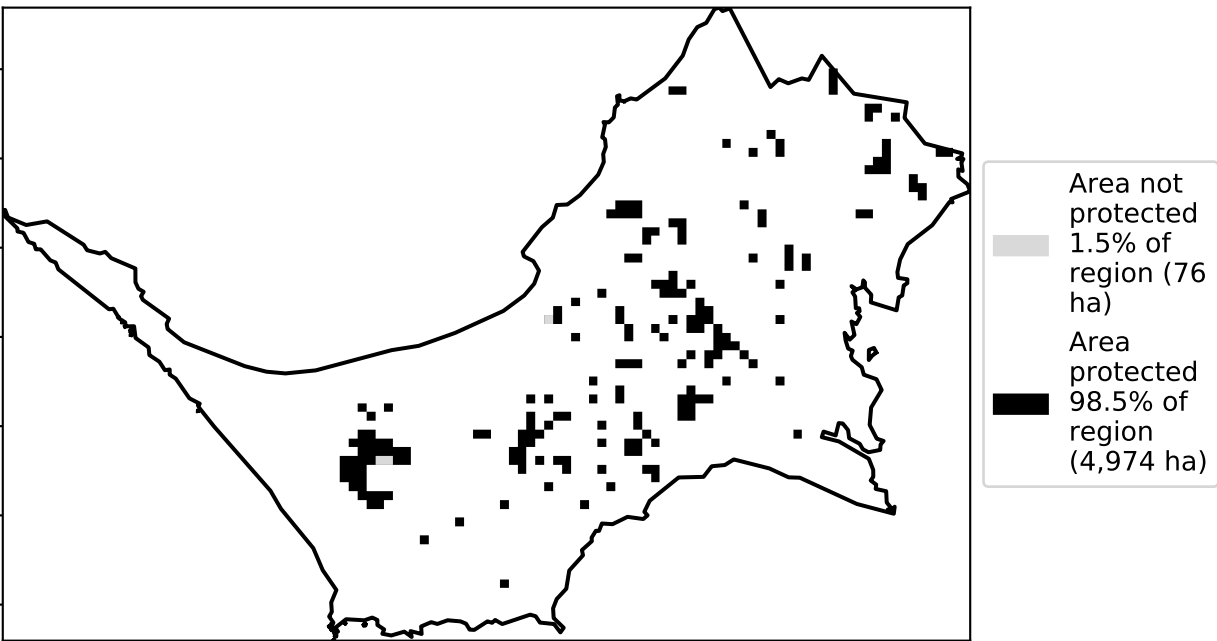 Area not
protected
1.5% of
region (76
ha)
Area
protected
98.5% of
region
(4,974 ha)